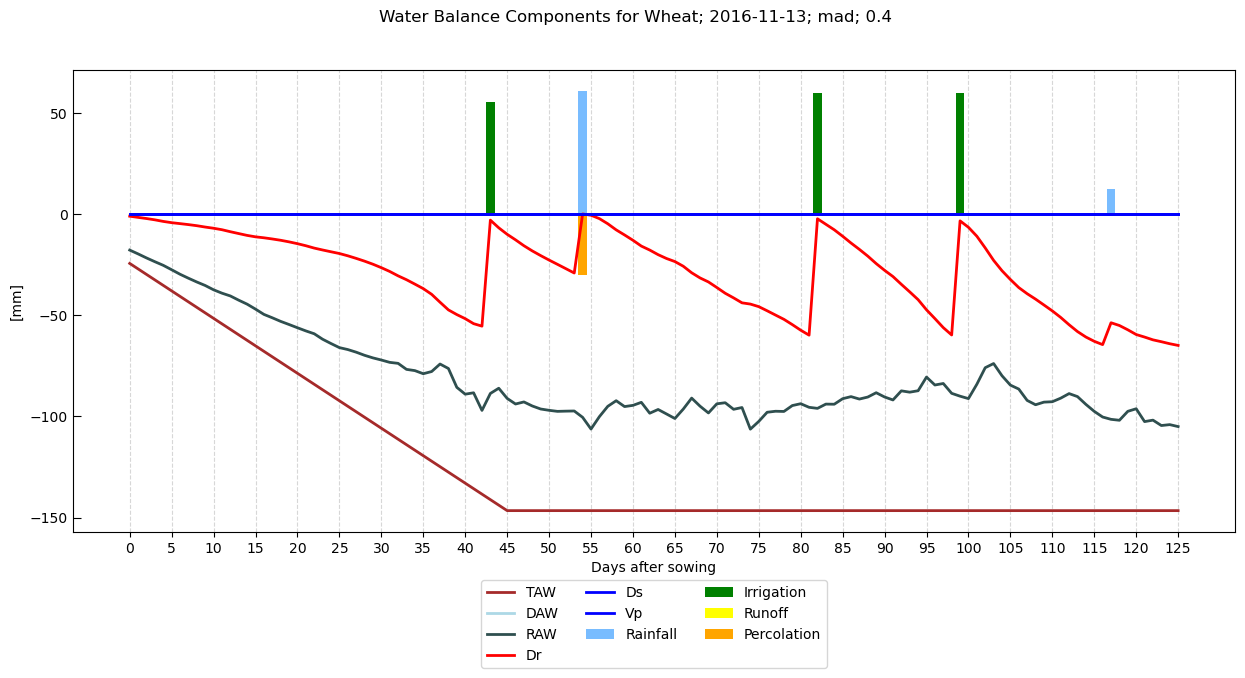 Water Balance Components for Wheat; 2016-11-13; mad; 0.4
50
0
−50
−100
−150
[mm]
0 5 10 15 20 25 30 35 40 45 50 55 60 65 70 75 80 85 90 95 100 105 110 115 120 125
Days after sowing
TAW Ds Irrigation
DAW Vp Runoff
RAW Rainfall Percolation
Dr